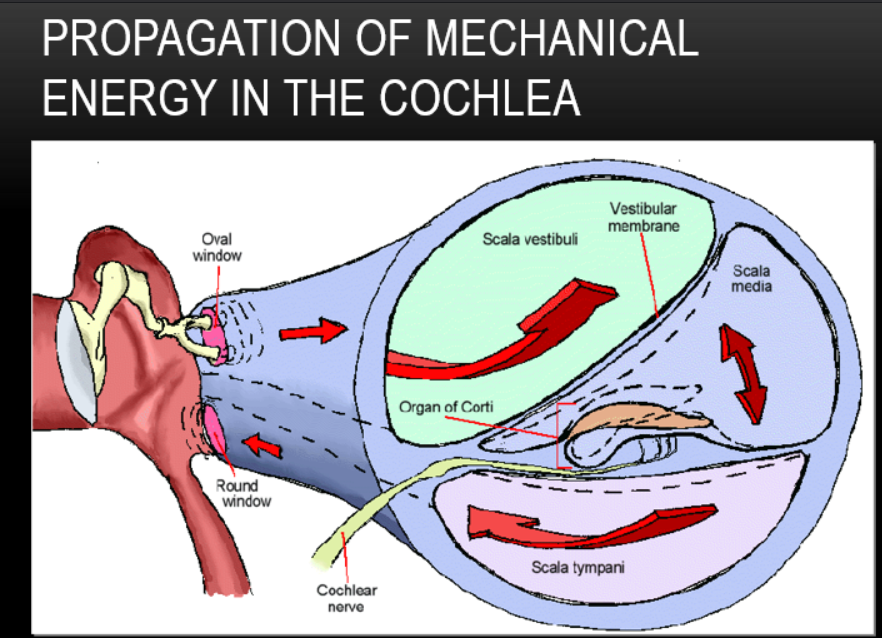 PROPAGATION OF MECHANICAL
ENERGY IN THE COCHLEA
Oval
window
Scala vestibuli
Vestibular
membrane
Scala
media
Organ of Corti
Round
window
Cochlear
nerve
Scala tympani